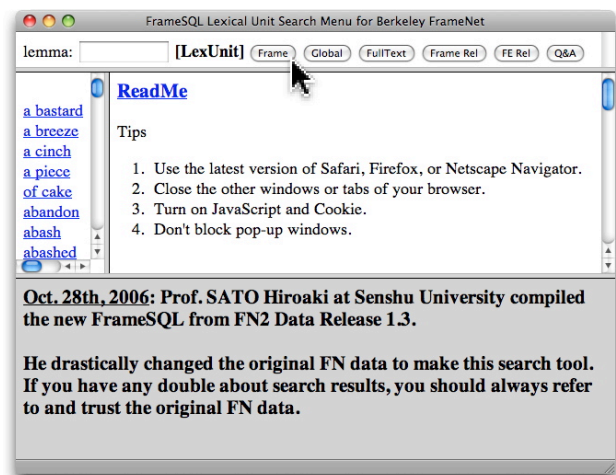 FrameSQL Lexical Unit Search Menu for Berkeley FrameNet
lemma: [LexUnit] Frame Global FullText Frame Rel FE Rel Q&A
a bastard
a breeze
a cinch
a piece
of cake
abandon
abash
abashed
ReadMe
Tips
1. Use the latest version of Safari, Firefox, or Netscape Navigator.
2. Close the other windows or tabs of your browser.
3. Turn on JavaScript and Cookie.
4. Don't block pop-up windows.
Oct. 28th, 2006: Prof. SATO Hiroaki at Senshu University compiled
the new FrameSQL from FN2 Data Release 1.3.
He drastically changed the original FN data to make this search tool.
If you have any double about search results, you should always refer
to and trust the original FN data.